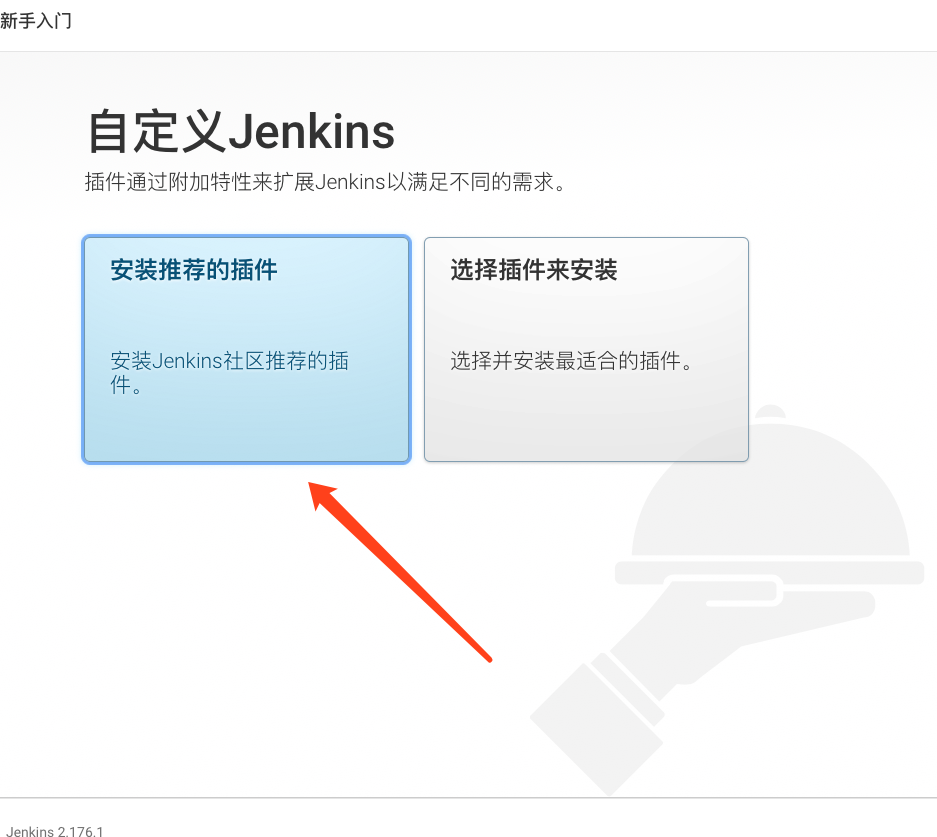 新手入门
自定义Jenkins
插件通过附加特性来扩展Jenkins以满足不同的需求。
安装推荐的插件
安装Jenkins社区推荐的插
件。
选择插件来安装
选择并安装最适合的插件。
Jenkins 2.176.1